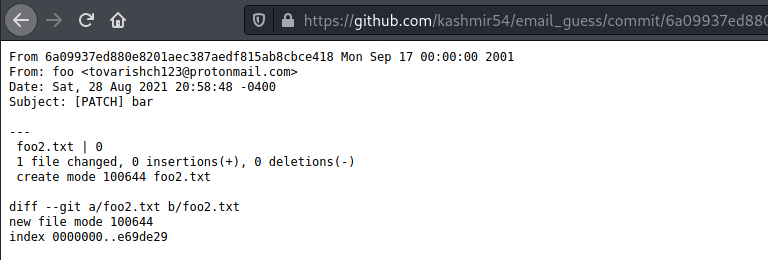 https://github.com/kashmir54/email_guess/commit/6a09937ed880
From 6a09937ed880e8201aec387aedf815ab8cbce418 Mon Sep 17 00:00:00 2001
From: foo <tovarishch123@protonmail.com>
Date: Sat, 28 Aug 2021 20:58:48 -0400
Subject: [PATCH] bar
---
foo2.txt | 0
1 file changed, 0 insertions(+), 0 deletions(-)
create mode 100644 foo2.txt
diff --git a/foo2.txt b/foo2.txt
new file mode 100644
index 0000000..e69de29